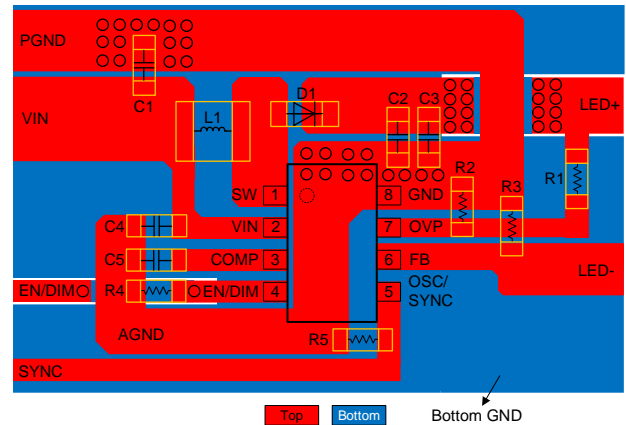 PGND
C1
VIN
L1
D1
C2
C3
LED+
R1
R2
R3
SW 1
8 GND
C4
VIN 2
7 OVP
C5
COMP 3
6 FB
LED-
EN/DIM
R4
EN/DIM 4
5 OSC/
SYNC
AGND
R5
SYNC
Top
Bottom
Bottom GND